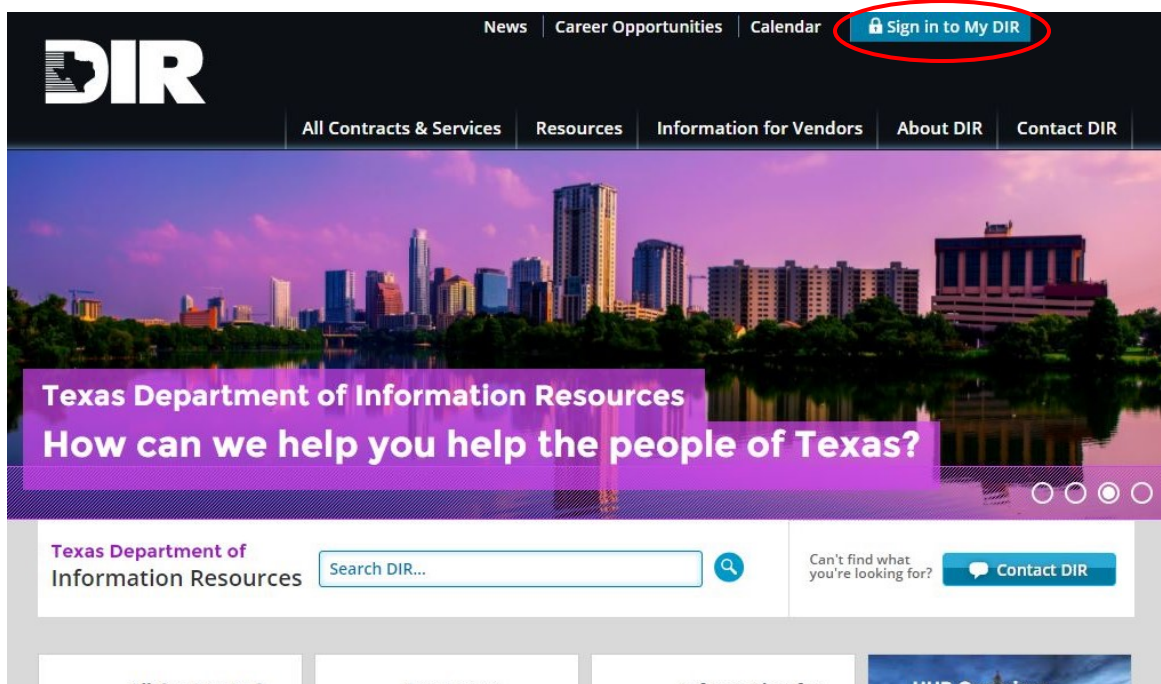 News
Career Opportunities
Calendar
Sign in to My DIR
DIR
All Contracts & Services
Resources
Information for Vendors
About DIR
Contact DIR
Texas Department of Information Resources
How can we help you help the people of Texas?
Texas Department of
Information Resources
Search DIR...
Can't find what
you're looking for?
Contact DIR